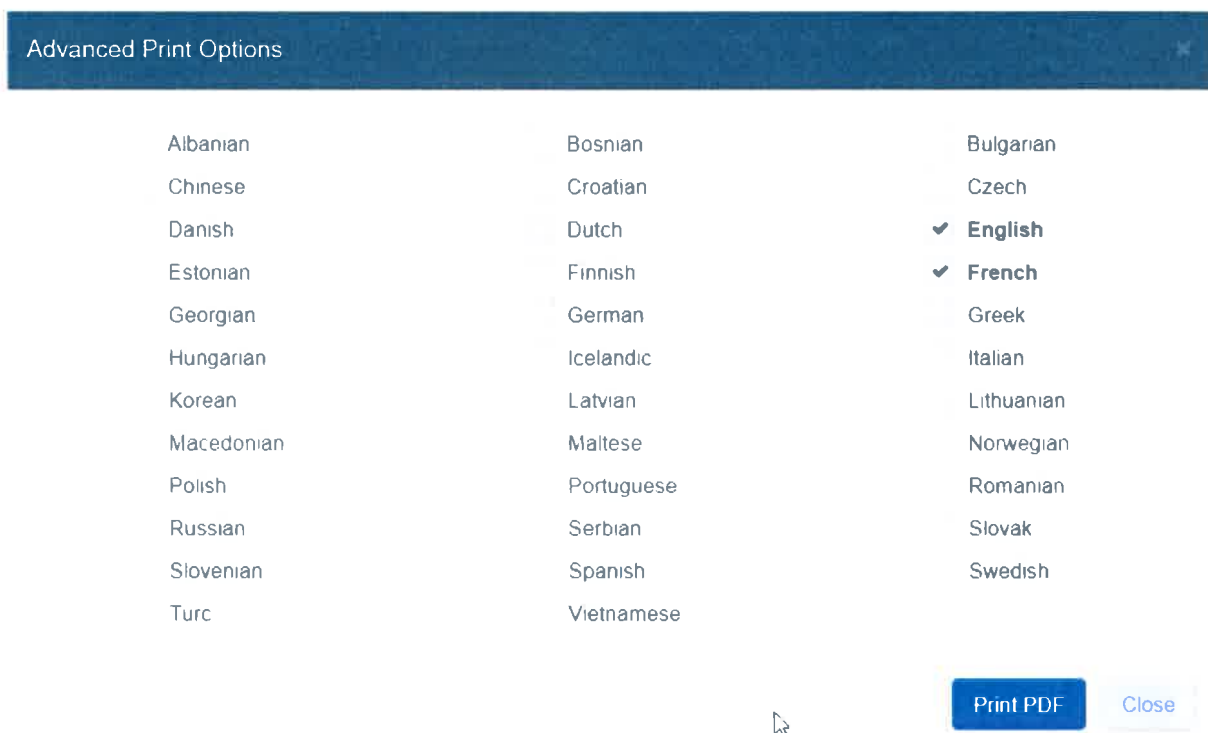 Advanced Print Options
Albanian Bosnian Bulgarian
Chinese Croatian Czech
Danish Dutch English
Estonian Finnish French
Georgian German Greek
Hungarian Icelandic Italian
Korean Latvian Lithuanian
Macedonian Maltese Norwegian
Polish Portuguese Romanian
Russian Serbian Slovak
Slovenian Spanish Swedish
Turc Vietnamese
Print PDF Close